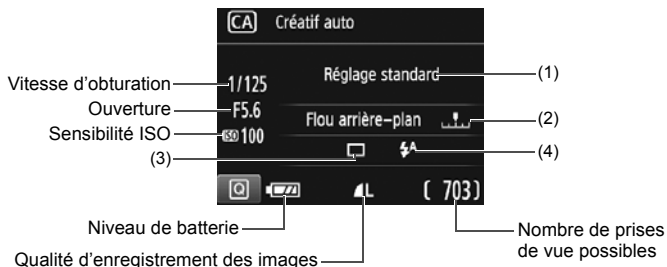 CA Créatif auto
Vitesse d'obturation 1/125 Réglage standard (1)
Ouverture F5.6 Flou arrière-plan (2)
Sensibilité ISO ISO 100
(3) A (4)
Q L ( 703)
Niveau de batterie
Nombre de prises
de vue possibles
Qualité d'enregistrement des images